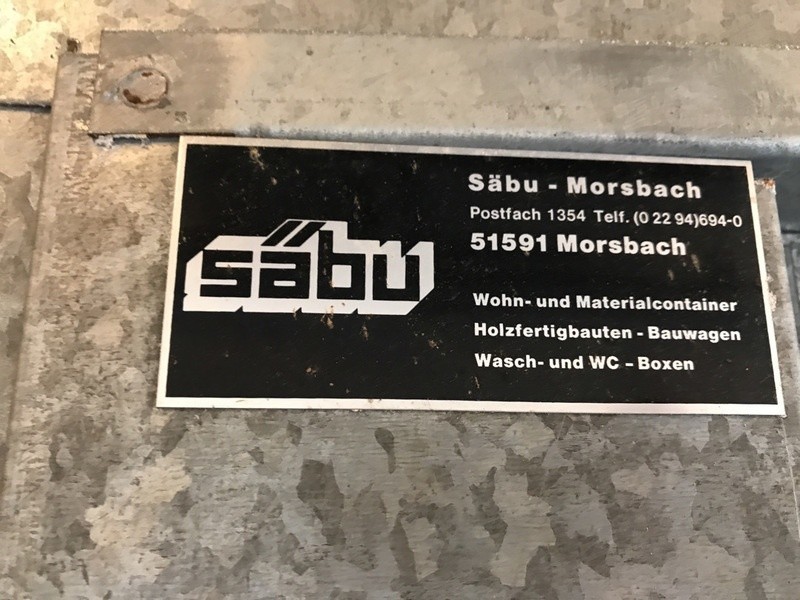 säbu
Säbu - Morsbach
Postfach 1354 Telf. (0 22 94)694-0
51591 Morsbach
Wohn- und Materialcontainer
Holzfertigbauten - Bauwagen
Wasch- und WC - Boxen